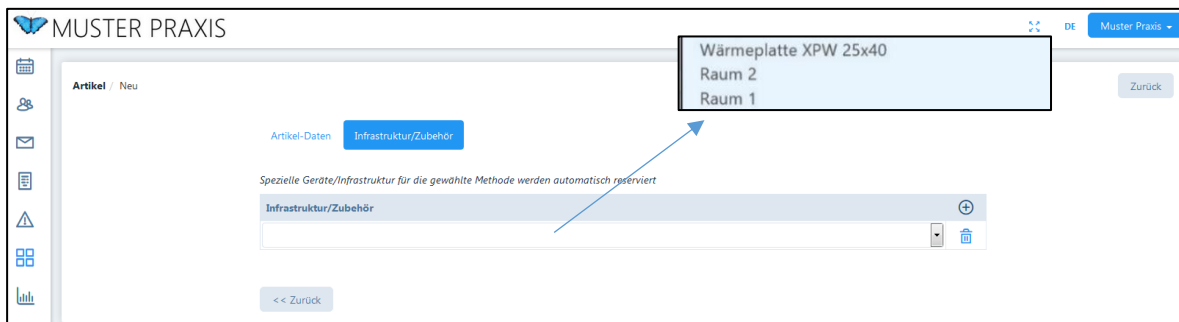 MUSTER PRAXIS
DE
Muster Praxis
Wärmeplatte XPW 25x40
Raum 2
Raum 1
Artikel / Neu
Zurück
Artikel-Daten
Infrastruktur/Zubehör
Spezielle Geräte/Infrastruktur für die gewählte Methode werden automatisch reserviert
Infrastruktur/Zubehör
<< Zurück